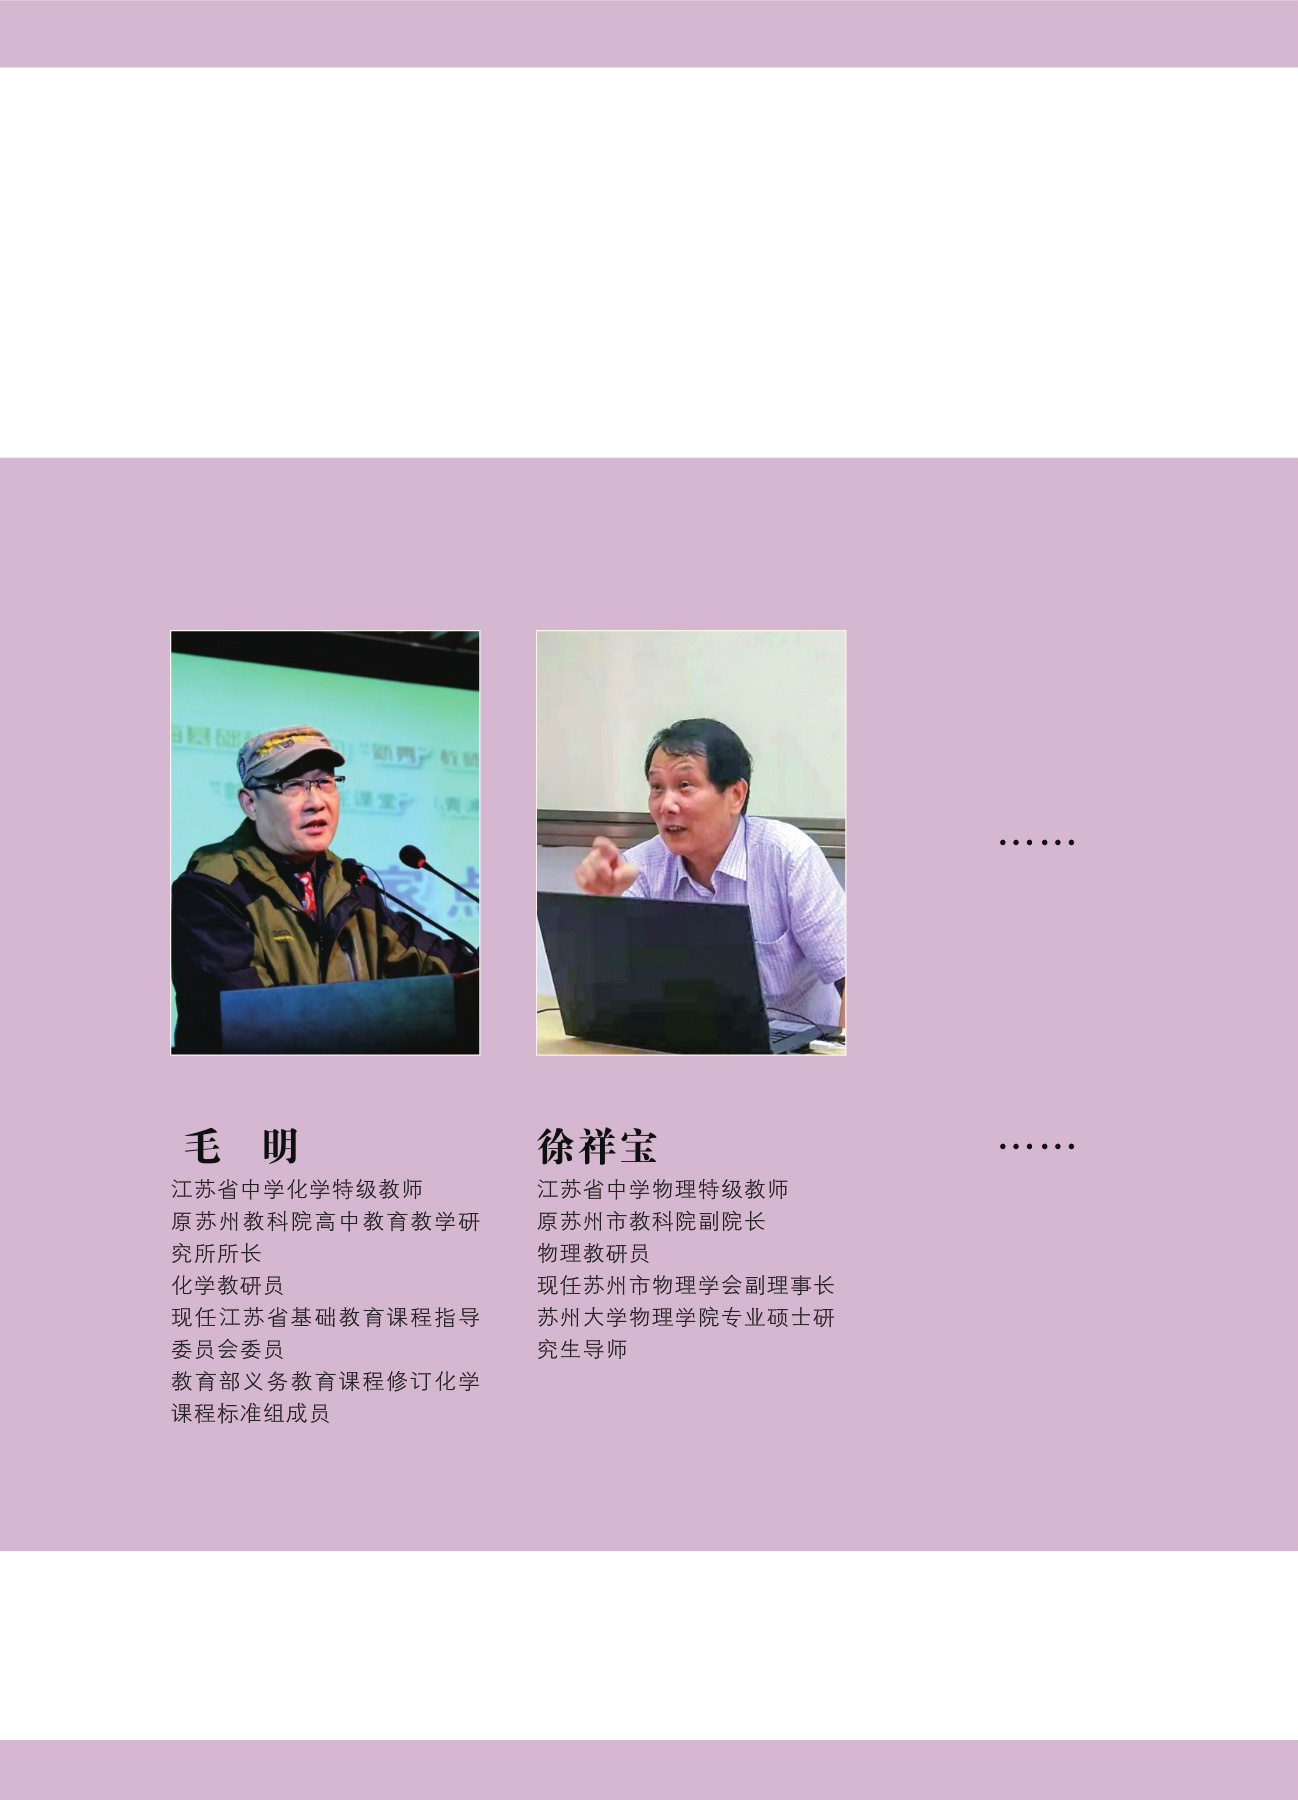 课堂
家点
……
毛 明
江苏省中学化学特级教师
原苏州教科院高中教育教学研
究所所长
化学教研员
现任江苏省基础教育课程指导
委员会委员
教育部义务教育课程修订化学
课程标准组成员
徐祥宝
江苏省中学物理特级教师
原苏州市教科院副院长
物理教研员
现任苏州市物理学会副理事长
苏州大学物理学院专业硕士研
究生导师
……